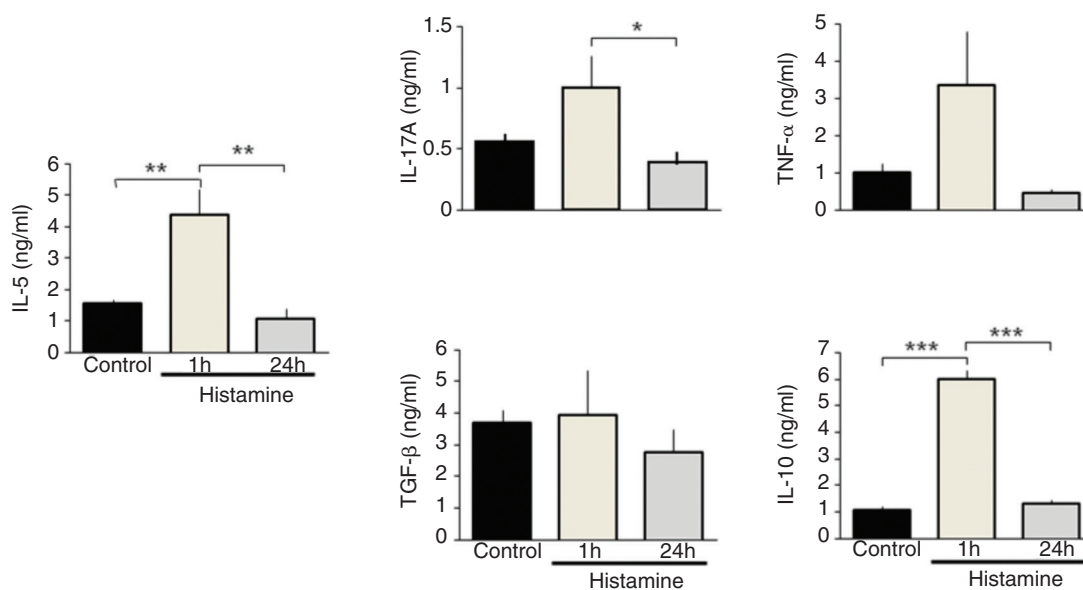 IL-5 (ng/ml)
6
5
4
3
2
1
0
**
**
Control
1h
24h
Histamine
IL-17A (ng/ml)
1.5
1
0.5
0
*
TNF-α (ng/ml)
5
4
3
2
1
0
TGF-β (ng/ml)
6
5
4
3
2
1
0
Control
1h
24h
Histamine
IL-10 (ng/ml)
7
6
5
4
3
2
1
0
***
***
Control
1h
24h
Histamine